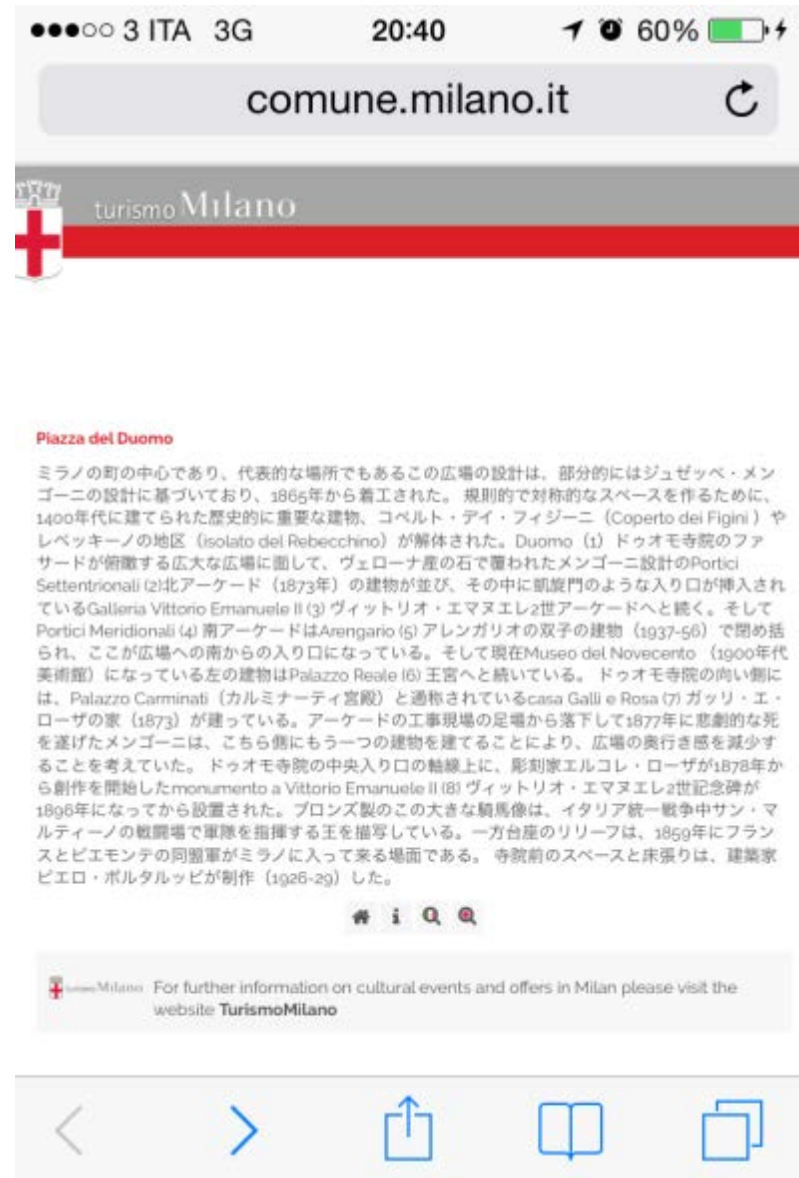 3 ITA 3G 20:40 60%
comune.milano.it
turismo Milano
Piazza del Duomo
ミラノの町の中心であり、代表的な場所でもあるこの広場の設計は、部分的にはジュゼッペ・メン
ゴーニの設計に基づいており、1865年から着工された。 規則的で対称的なスペースを作るために、
1400年代に建てられた歴史的に重要な建物、コペルト・デイ・フィジーニ（Coperto dei Figini ）や
レベッキーノの地区（isolato del Rebecchino）が解体された。Duomo（1）ドゥオモ寺院のファ
サードが俯瞰する広大な広場に面して、ヴェローナ産の石で覆われたメンゴーニ設計のPortici
Settentrionali (2)北アーケード（1873年）の建物が並び、その中に凱旋門のような入り口が挿入され
ているGalleria Vittorio Emanuele II (3) ヴィットリオ・エマヌエレ2世アーケードへと続く。そして
Portici Meridionali (4) 南アーケードはArengario (5) アレンガリオの双子の建物（1937-56）で閉め括
られ、ここが広場への南からの入り口になっている。そして現在Museo del Novecento （1900年代
美術館）になっている左の建物はPalazzo Reale (6) 王宮へと続いている。 ドゥオモ寺院の向い側に
は、Palazzo Carminati（カルミナーティ宮殿）と通称されているcasa Galli e Rosa (7) ガッリ・エ・
ローザの家（1873）が建っている。アーケードの工事現場の足場から落下して1877年に悲劇的な死
を遂げたメンゴーニは、こちら側にもう一つの建物を建てることにより、広場の奥行き感を減少す
ることを考えていた。 ドゥオモ寺院の中央入り口の軸線上に、彫刻家エルコレ・ローザが1878年か
ら創作を開始したmonumento a Vittorio Emanuele II (8) ヴィットリオ・エマヌエレ2世記念碑が
1896年になってから設置された。ブロンズ製のこの大きな騎馬像は、イタリア統一戦争中サン・マ
ルティーノの戦闘場で軍隊を指揮する王を描写している。一方台座のリリーフは、1859年にフラン
スとピエモンテの同盟軍がミラノに入って来る場面である。 寺院前のスペースと床張りは、建築家
ピエロ・ポルタルッピが制作（1926-29）した。
turismo Milano For further information on cultural events and offers in Milan please visit the
website TurismoMilano